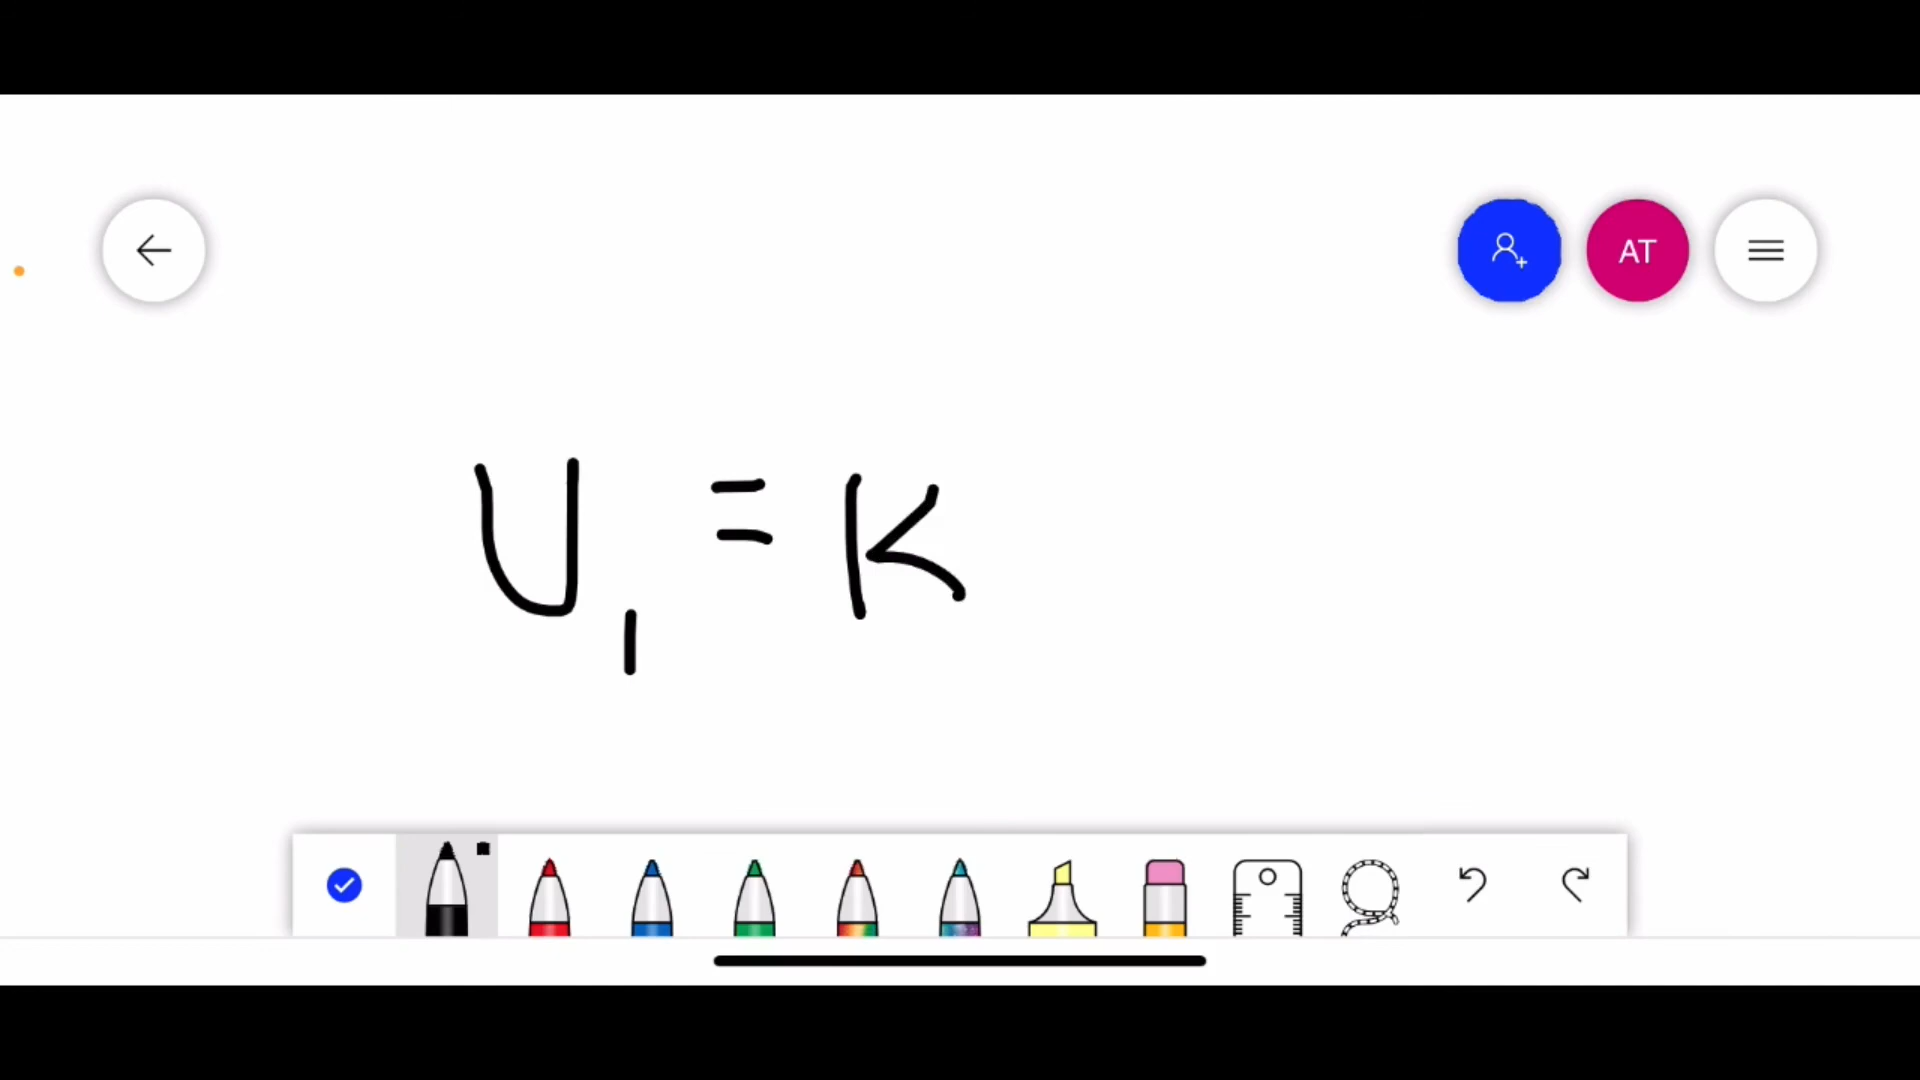 AT
U₁ = K